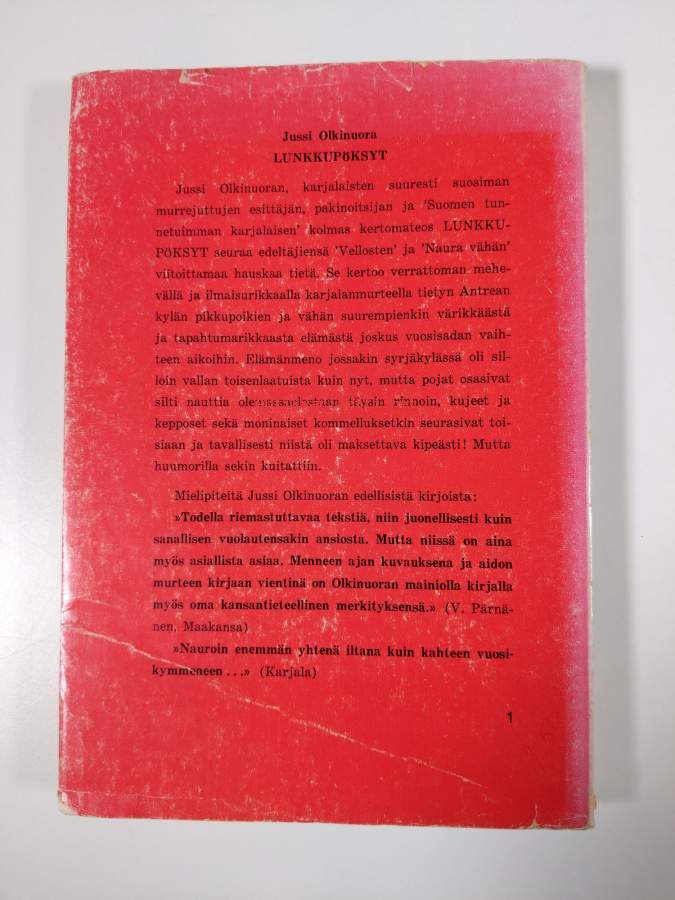 Jussi Olkinuora
LUNKKUPÖKSYT
Jussi Olkinuoran, karjalaisten suuresti suosiman
murrejuttujen esittäjän, pakinoitsijan ja 'Suomen tun-
netuimman karjalaisen' kolmas kertomateos LUNKKU-
PÖKSYT seuraa edeltäjiensä 'Vellosten' ja 'Naura vähän'
viitoittamaa hauskaa tietä. Se kertoo verrattoman mehe-
vällä ja ilmaisurikkaalla karjalanmurteella tietyn Antrean
kylän pikkupoikien ja vähän suurempienkin värikkäästä
ja tapahtumarikkaasta elämästä joskus vuosisadan vaih-
teen aikoihin. Elämänmeno jossakin syrjäkylässä oli sil-
loin vallan toisenlaatuista kuin nyt, mutta pojat osasivat
silti nauttia olemassaolostaan täysin rinnoin, kujeet ja
kepposet sekä moninaiset kommelluksetkin seurasivat toi-
siaan ja tavallisesti niistä oli maksettava kipeästi! Mutta
huumorilla sekin kuitattiin.
Mielipiteitä Jussi Olkinuoran edellisistä kirjoista:
»Todella riemastuttavaa tekstiä, niin juonellisesti kuin
sanallisen vuolautensakin ansiosta. Mutta niissä on aina
myös asiallista asiaa. Menneen ajan kuvauksena ja aidon
murteen kirjaan vientinä on Olkinuoran mainiolla kirjalla
myös oma kansantieteellinen merkityksensä.» (V. Pärnä-
nen, Maakansa)
»Nauroin enemmän yhtenä iltana kuin kahteen vuosi-
kymmeneen...» (Karjala)
1